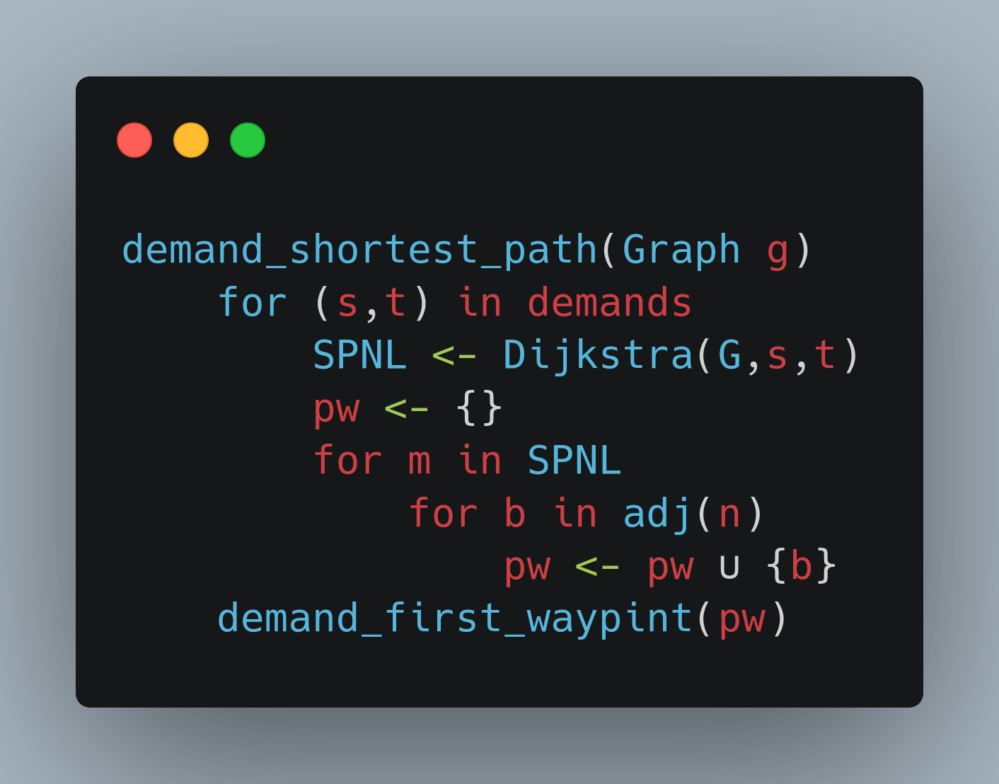 demand_shortest_path(Graph g)
    for (s,t) in demands
        SPNL <- Dijkstra(G,s,t)
        pw <- {}
        for m in SPNL
            for b in adj(n)
                pw <- pw ∪ {b}
    demand_first_waypint(pw)